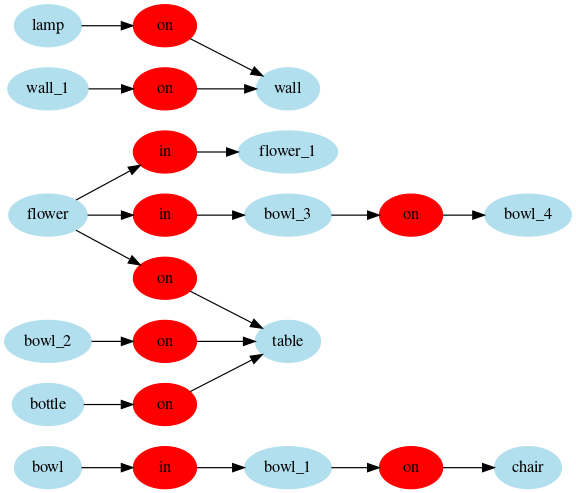 lamp on
wall_1 on wall
in flower_1
flower in bowl_3 on bowl_4
on
bowl_2 on table
bottle on
bowl in bowl_1 on chair